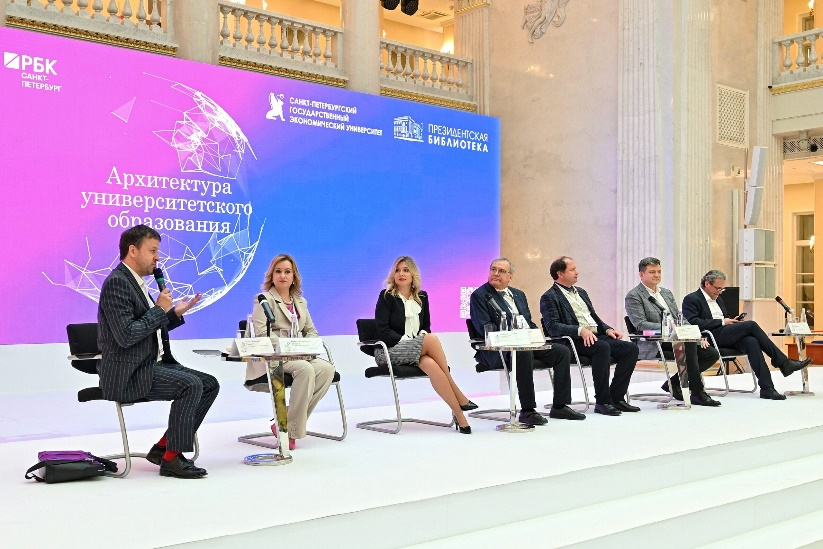 РБК
САНКТ-
ПЕТЕРБУРГ
САНКТ-ПЕТЕРБУРГСКИЙ
ГОСУДАРСТВЕННЫЙ
ЭКОНОМИЧЕСКИЙ УНИВЕРСИТЕТ
ПРЕЗИДЕНТСКАЯ
БИБЛИОТЕКА
Архитектура
университетского
образования